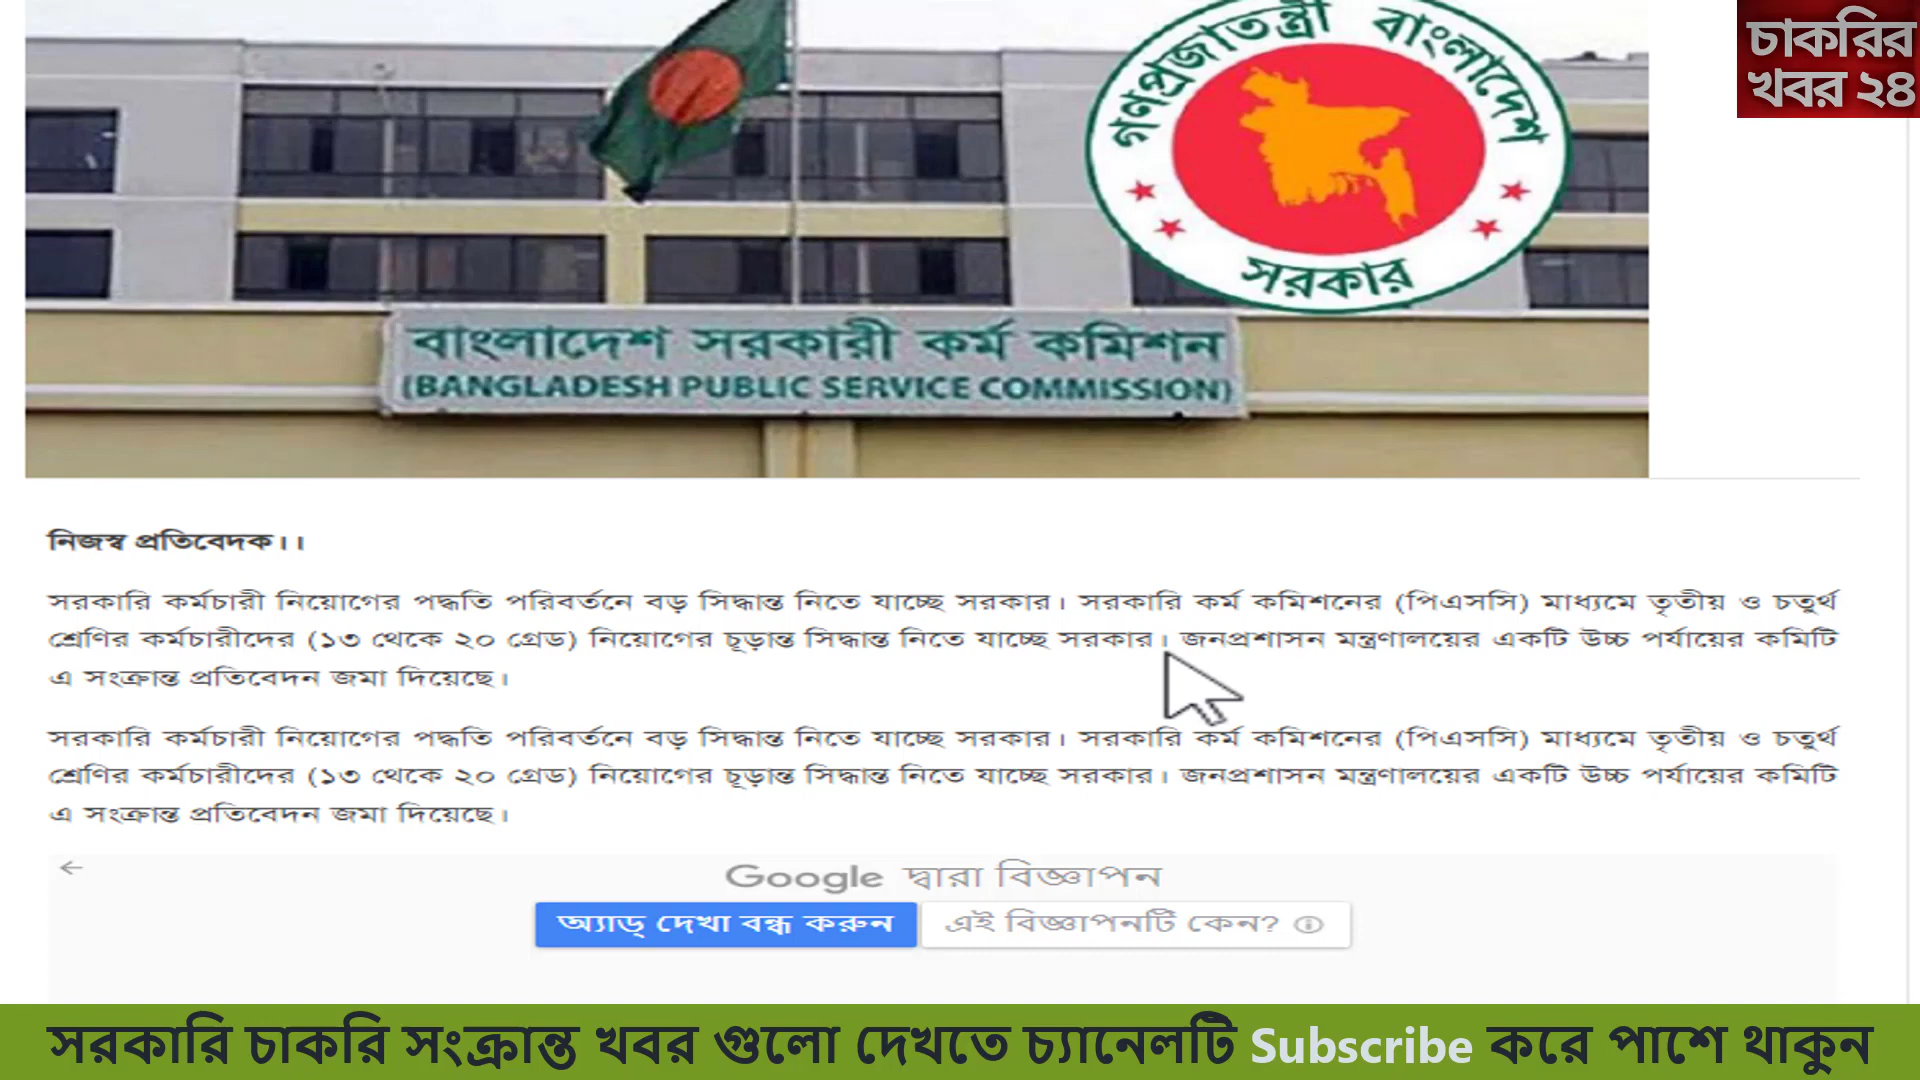 চাকরির
খবর ২৪
গণপ্রজাতন্ত্রী বাংলাদেশ
সরকার
বাংলাদেশ সরকারী কর্ম কমিশন
(BANGLADESH PUBLIC SERVICE COMMISSION)
নিজস্ব প্রতিবেদক।।
সরকারি কর্মচারী নিয়োগের পদ্ধতি পরিবর্তনে বড় সিদ্ধান্ত নিতে যাচ্ছে সরকার। সরকারি কর্ম কমিশনের (পিএসসি) মাধ্যমে তৃতীয় ও চতুর্থ
শ্রেণির কর্মচারীদের (১৩ থেকে ২০ গ্রেড) নিয়োগের চূড়ান্ত সিদ্ধান্ত নিতে যাচ্ছে সরকার। জনপ্রশাসন মন্ত্রণালয়ের একটি উচ্চ পর্যায়ের কমিটি
এ সংক্রান্ত প্রতিবেদন জমা দিয়েছে।
সরকারি কর্মচারী নিয়োগের পদ্ধতি পরিবর্তনে বড় সিদ্ধান্ত নিতে যাচ্ছে সরকার। সরকারি কর্ম কমিশনের (পিএসসি) মাধ্যমে তৃতীয় ও চতুর্থ
শ্রেণির কর্মচারীদের (১৩ থেকে ২০ গ্রেড) নিয়োগের চূড়ান্ত সিদ্ধান্ত নিতে যাচ্ছে সরকার। জনপ্রশাসন মন্ত্রণালয়ের একটি উচ্চ পর্যায়ের কমিটি
এ সংক্রান্ত প্রতিবেদন জমা দিয়েছে।
Google দ্বারা বিজ্ঞাপন
অ্যাড্ দেখা বন্ধ করুন
এই বিজ্ঞাপনটি কেন?
সরকারি চাকরি সংক্রান্ত খবর গুলো দেখতে চ্যানেলটি Subscribe করে পাশে থাকুন